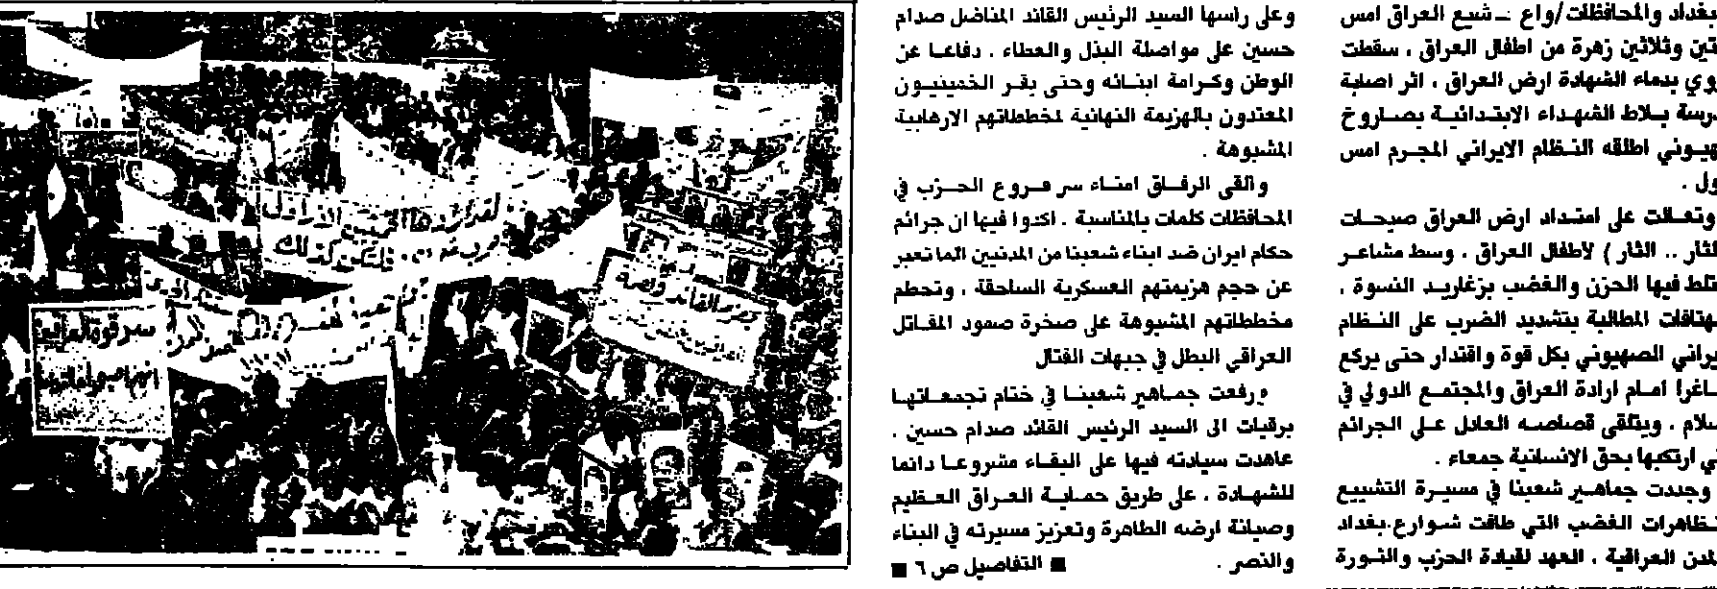 بغداد والمحافظات/واع ـ شيع العراق امس
تين وثلاثين زهرة من اطفال العراق ، سقطت
وي بدماء الشهادة ارض العراق ، اثر اصابة
رسة بلاط الشهداء الابتدائية بصاروخ
هيوني اطلقه النظام الايراني المجرم امس
ول .
وتعالت على امتداد ارض العراق صيحات
لثار .. الثار ) لاطفال العراق ، وسط مشاعر
تلط فيها الحزن والغضب بزغاريد النسوة ،
هتافات المطالبة بتشديد الضرب على النظام
يراني الصهيوني بكل قوة واقتدار حتى يركع
ـاغرا امام ارادة العراق والمجتمع الدولي في
سلام ، ويتلقى قصاصه العادل على الجرائم
ي ارتكبها بحق الانسانية جمعاء .
وجددت جماهير شعبنا في مسيرة التشييع
تظاهرات الغضب التي طافت شوارع بغداد
لمدن العراقية ، العهد لقيادة الحزب والثورة
وعلى راسها السيد الرئيس القائد المناضل صدام
حسين على مواصلة البذل والعطاء ، دفاعا عن
الوطن وكرامة ابنائه وحتى يقر الخمينيون
المعتدون بالهزيمة النهائية لمخططاتهم الارهابية
المشبوهة .
والقى الرفاق امناء سر فروع الحزب في
المحافظات كلمات بالمناسبة ، اكدوا فيها ان جرائم
حكام ايران ضد ابناء شعبنا من المدنيين انما تعبر
عن حجم هزيمتهم العسكرية الساحقة ، وتحطم
مخططاتهم المشبوهة على صخرة صمود المقاتل
العراقي البطل في جبهات القتال
ورفعت جماهير شعبنا في ختام تجمعاتها
برقيات الى السيد الرئيس القائد صدام حسين ،
عاهدت سيادته فيها على البقاء مشروعا دائما
للشهادة ، على طريق حماية العراق العظيم
وصيانة ارضه الطاهرة وتعزيز مسيرته في البناء
والنصر .
■ التفاصيل ص ٦ ■